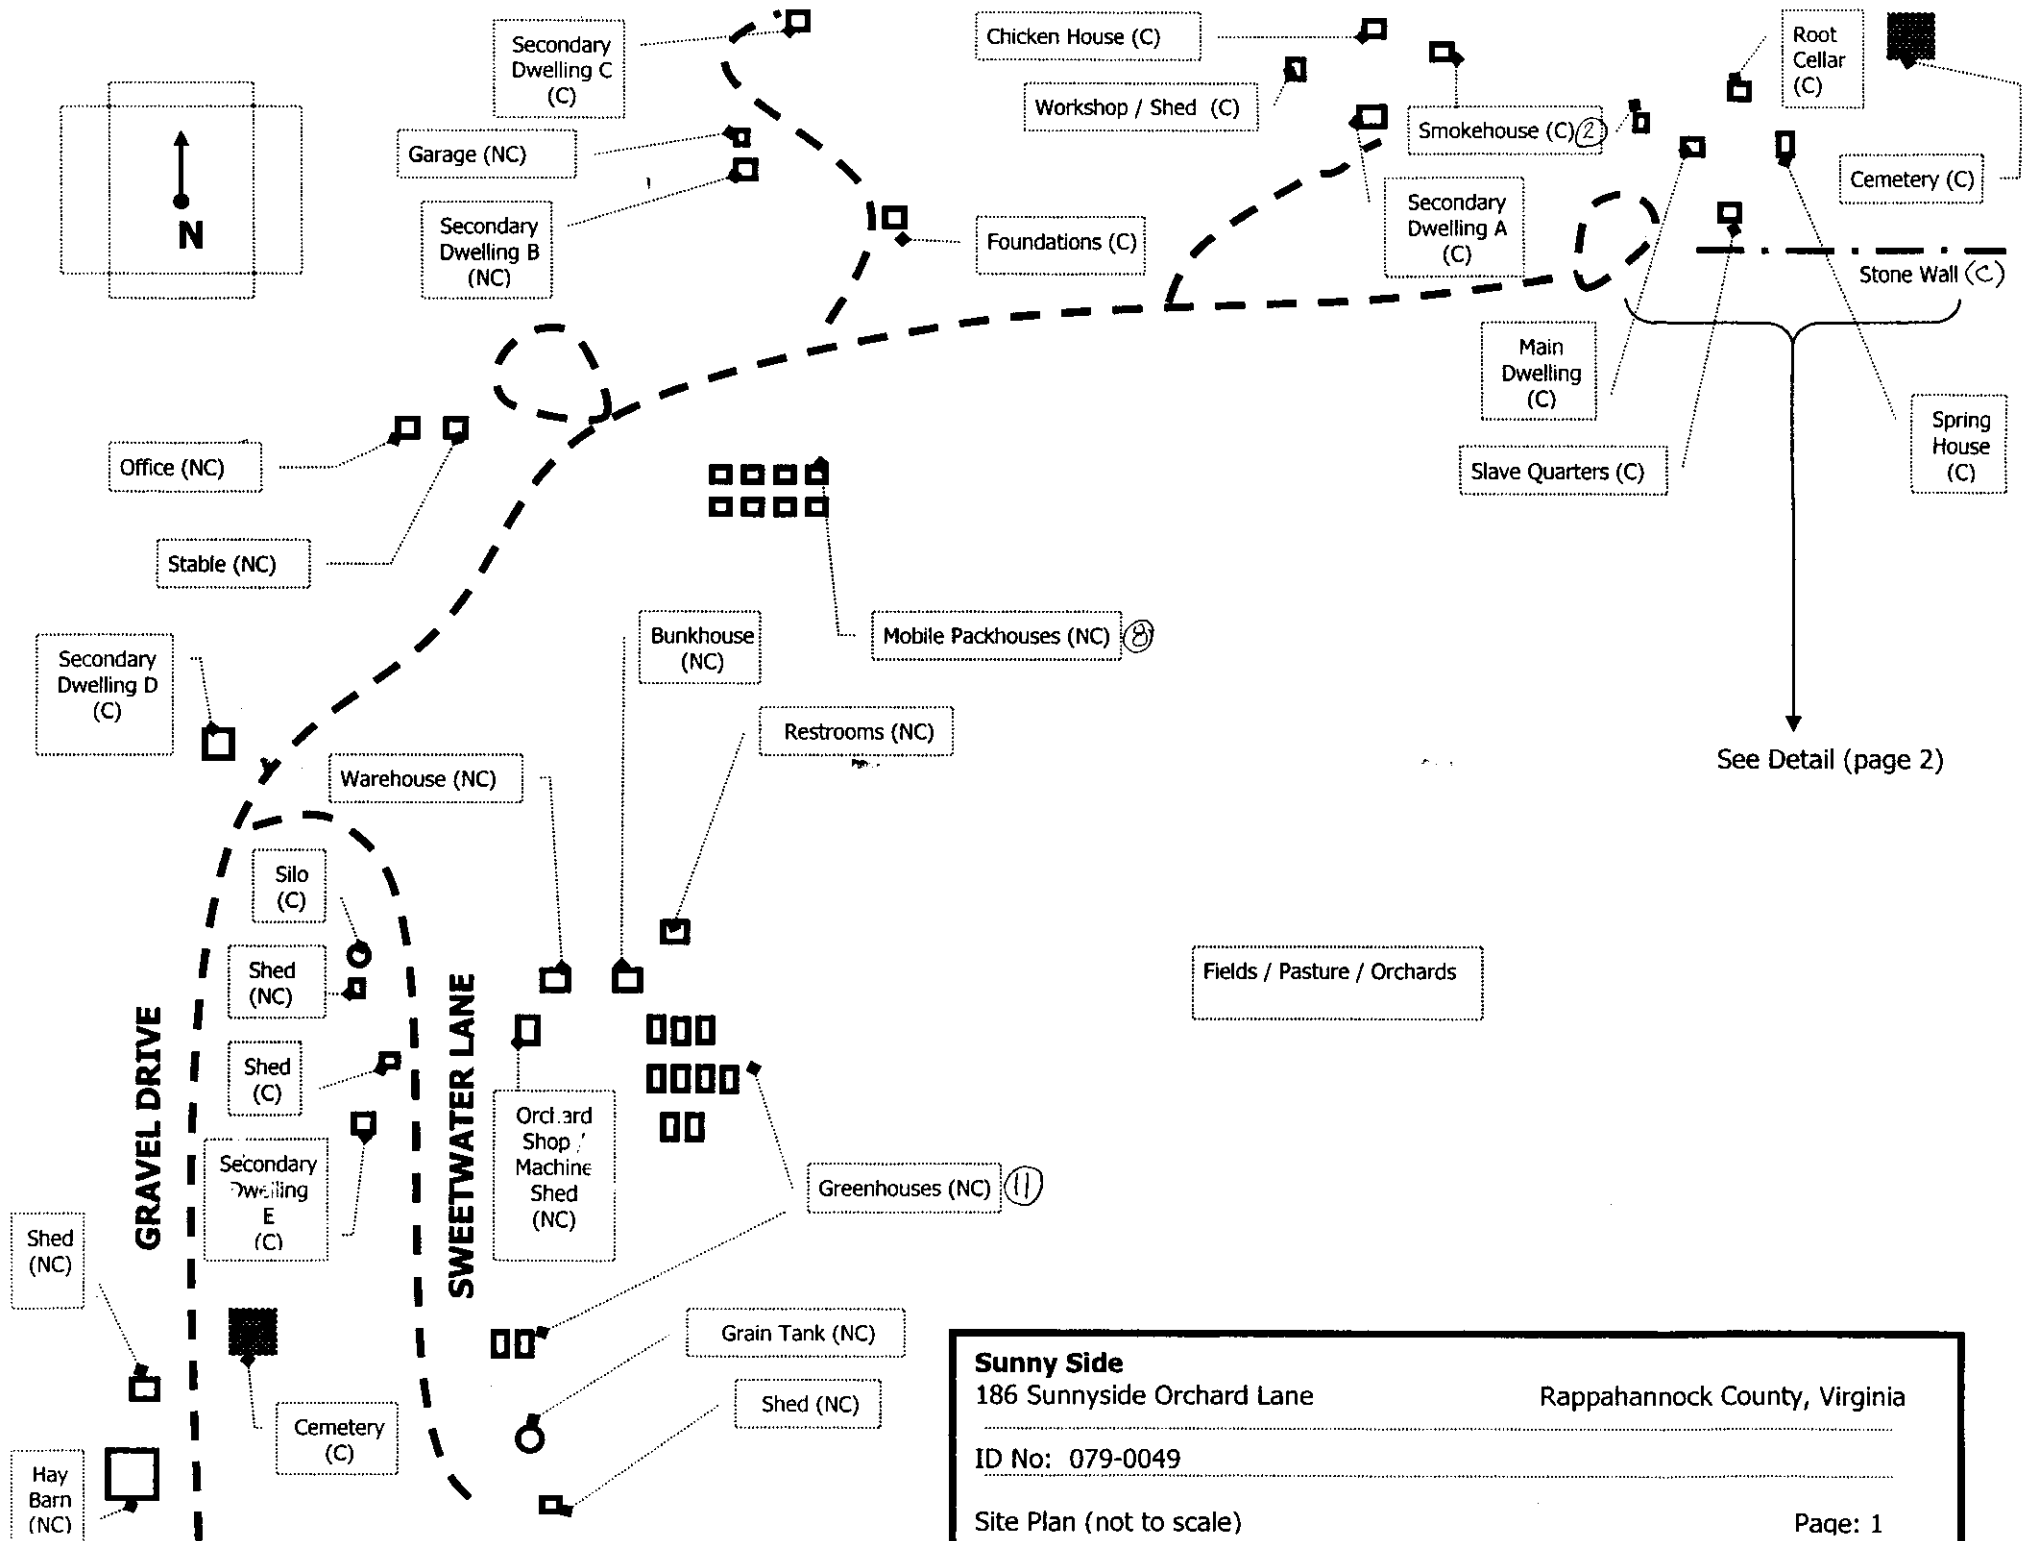 Secondary
Dwelling C
(C)
Chicken House (C)
Root
Cellar
(C)
Workshop / Shed (C)
Smokehouse (C) 2
Garage (NC)
Cemetery (C)
N
Secondary
Dwelling B
(NC)
Foundations (C)
Secondary
Dwelling A
(C)
Stone Wall (C)
Main
Dwelling
(C)
Spring
House
(C)
Office (NC)
Slave Quarters (C)
Stable (NC)
Bunkhouse
(NC)
Mobile Packhouses (NC) 8
Secondary
Dwelling D
(C)
Restrooms (NC)
Warehouse (NC)
See Detail (page 2)
Silo
(C)
Shed
(NC)
Fields / Pasture / Orchards
GRAVEL DRIVE
SWEETWATER LANE
Shed
(C)
Orchard
Shop /
Machine
Shed
(NC)
Secondary
Dwelling
E
(C)
Greenhouses (NC) 11
Shed
(NC)
Grain Tank (NC)
Shed (NC)
Cemetery
(C)
Hay
Barn
(NC)
Sunny Side
186 Sunnyside Orchard Lane Rappahannock County, Virginia
ID No: 079-0049
Site Plan (not to scale) Page: 1